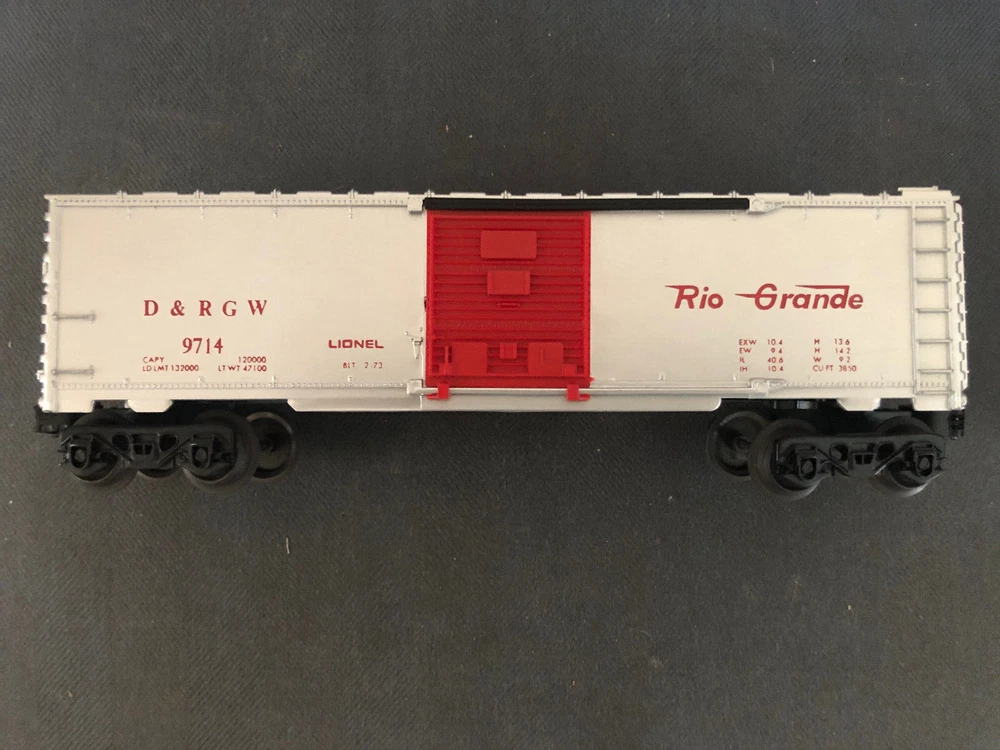 D & R G W
9714
CAPY 120000
LD LMT 132000 LT WT 47100
LIONEL
BLT 2-73
Rio Grande
EXW 10.4 H 13.6
EW 9.4 H 14.2
IL 40.6 W 9.2
IH 10.4 CU FT 3850